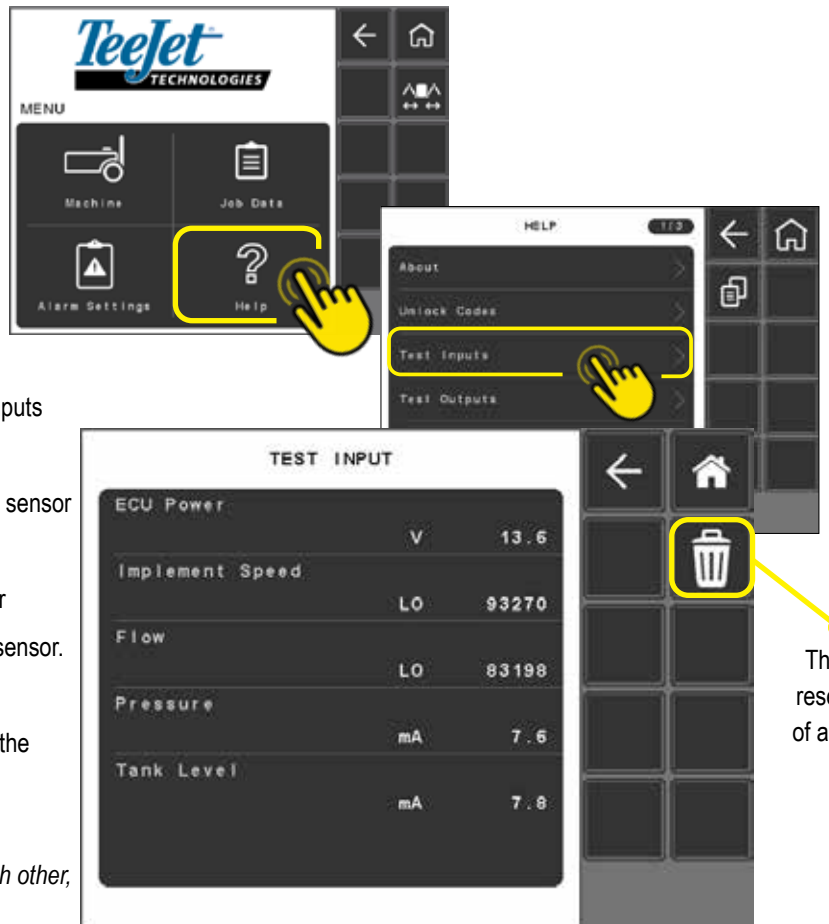 TeeJet
TECHNOLOGIES
MENU
Machine
Job Data
Alarm Settings
Help
HELP 1/3
About
Unlock Codes
Test Inputs
Test Outputs
puts
sensor
r
sensor.
the
h other,
TEST INPUT
ECU Power
V 13.6
Implement Speed
LO 93270
Flow
LO 83198
Pressure
mA 7.6
Tank Level
mA 7.8
Th
rese
of a